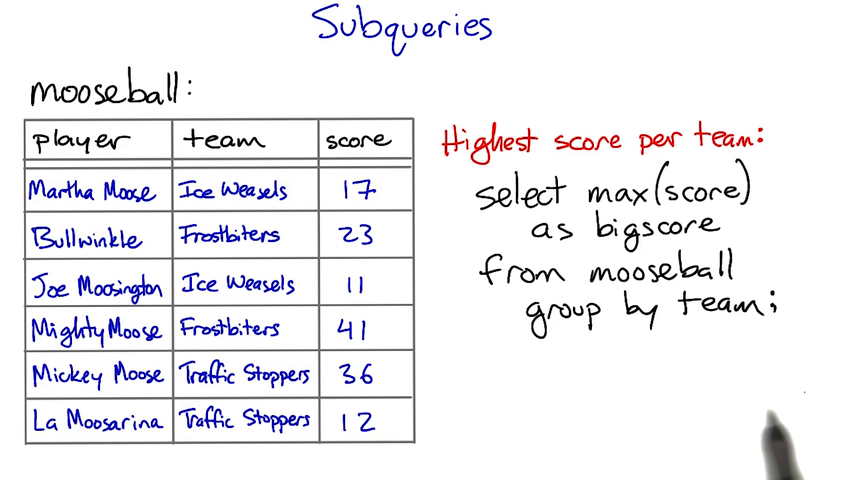 Subqueries
mooseball:
player team score
Martha Moose Ice Weasels 17
Bullwinkle Frostbiters 23
Joe Moosington Ice Weasels 11
Mighty Moose Frostbiters 41
Mickey Moose Traffic Stoppers 36
La Moosarina Traffic Stoppers 12
Highest score per team:
select max(score)
as bigscore
from mooseball
group by team;